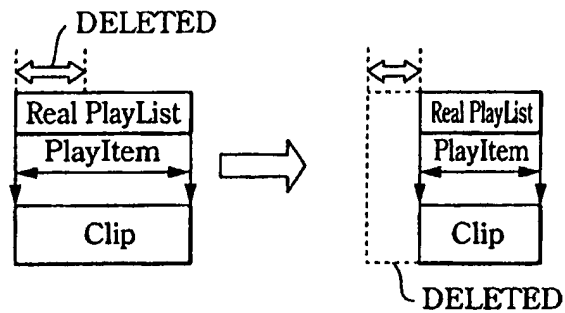 DELETED
Real PlayList
PlayItem
Clip
Real PlayList
PlayItem
Clip
DELETED